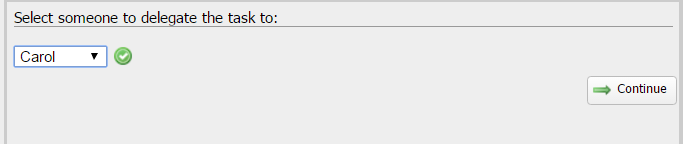 Select someone to delegate the task to:
Carol
Continue